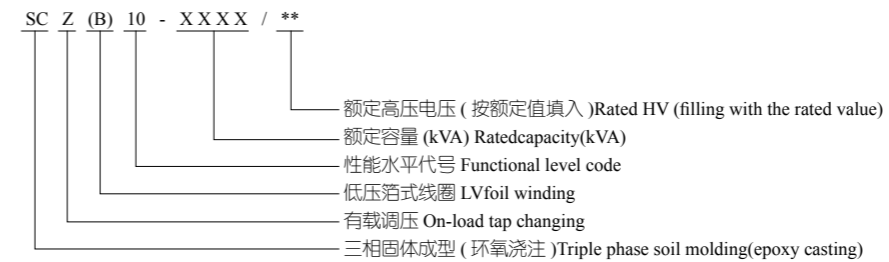 SC Z (B) 10 - XXXX / **
额定高压电压 ( 按额定值填入 )Rated HV (filling with the rated value)
额定容量 (kVA) Ratedcapacity(kVA)
性能水平代号 Functional level code
低压箔式线圈 LVfoil winding
有载调压 On-load tap changing
三相固体成型 ( 环氧浇注 )Triple phase soil molding(epoxy casting)